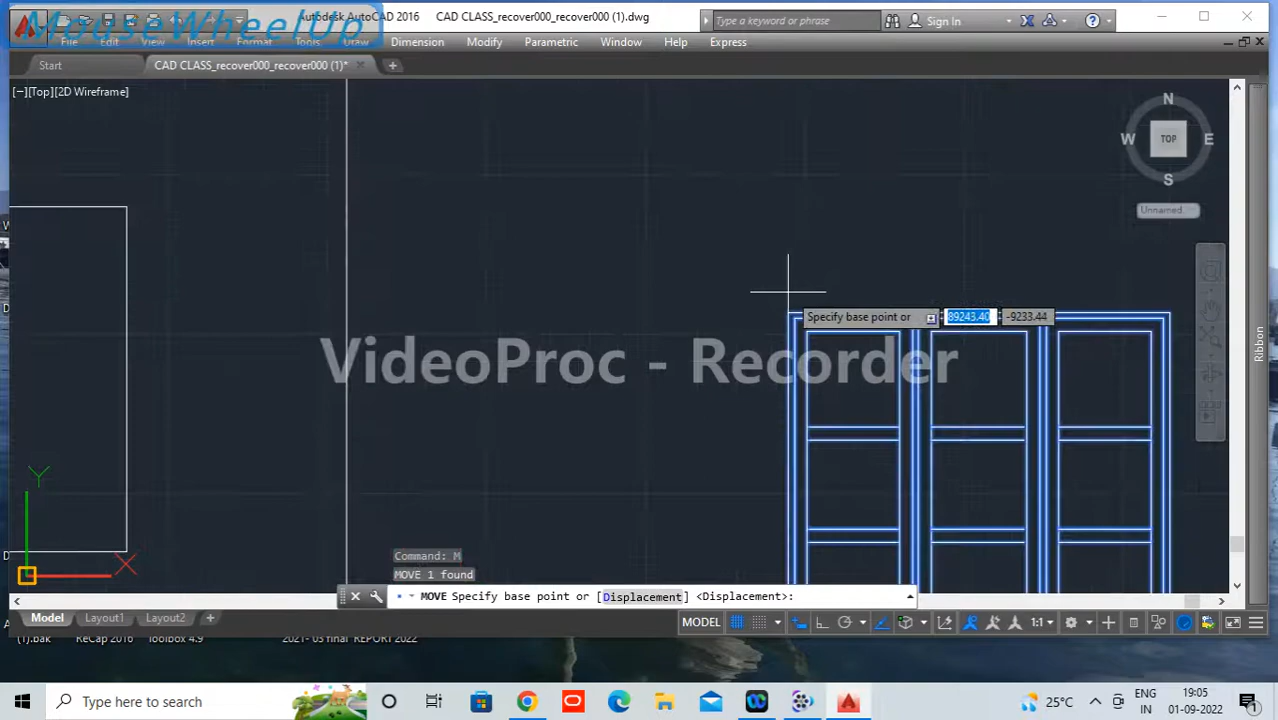 MouseWheelUp
Autodesk AutoCAD 2016 CAD CLASS_recover000_recover000 (1).dwg
Type a keyword or phrase
Sign In
File Edit View Insert Format Tools Draw Dimension Modify Parametric Window Help Express
Start
CAD CLASS_recover000_recover000 (1)*
[−][Top][2D Wireframe]
N
W TOP E
S
Unnamed
Specify base point or 89243.40 -9233.44
VideoProc - Recorder
Ribbon
Y
X
Command: M
MOVE 1 found
MOVE Specify base point or [Displacement] <Displacement>:
Model Layout1 Layout2
MODEL 1:1
(1).bak ReCap 2016 Toolbox 4.9 2021- 03 final REPORT 2022
Type here to search
25°C
ENG
IN
19:05
01-09-2022
1